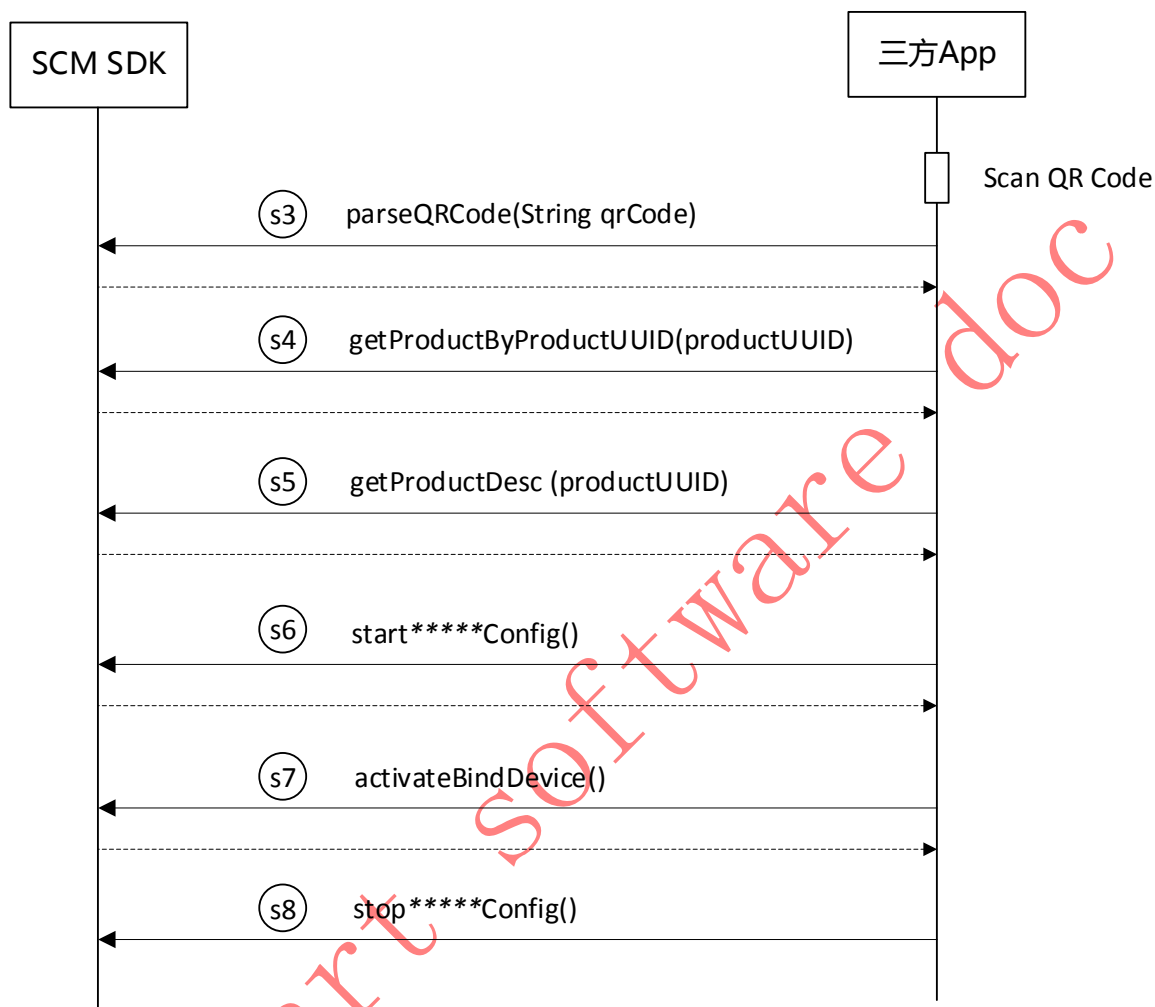 SCM SDK
三方App
Scan QR Code
s3 parseQRCode(String qrCode)
s4 getProductByProductUUID(productUUID)
s5 getProductDesc (productUUID)
s6 start*****Config()
s7 activateBindDevice()
s8 stop*****Config()
software doc